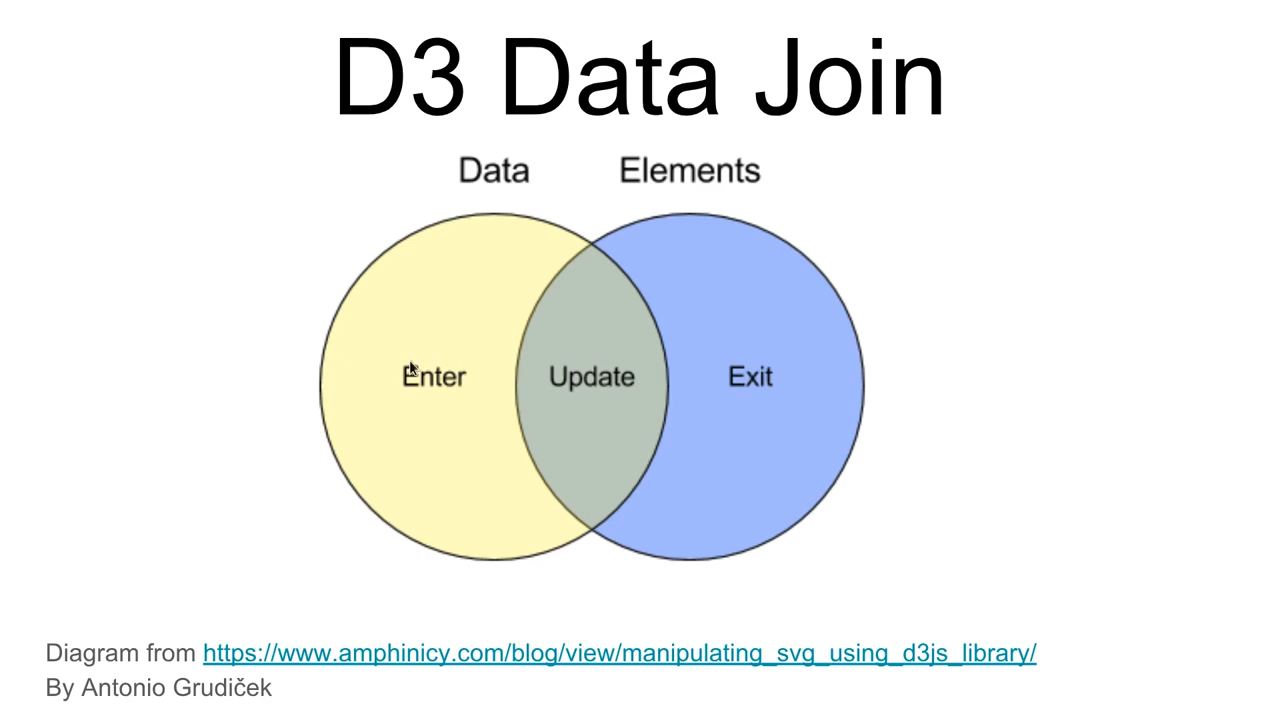 D3 Data Join
Data Elements
Enter Update Exit
Diagram from https://www.amphinicy.com/blog/view/manipulating_svg_using_d3js_library/
By Antonio Grudiček